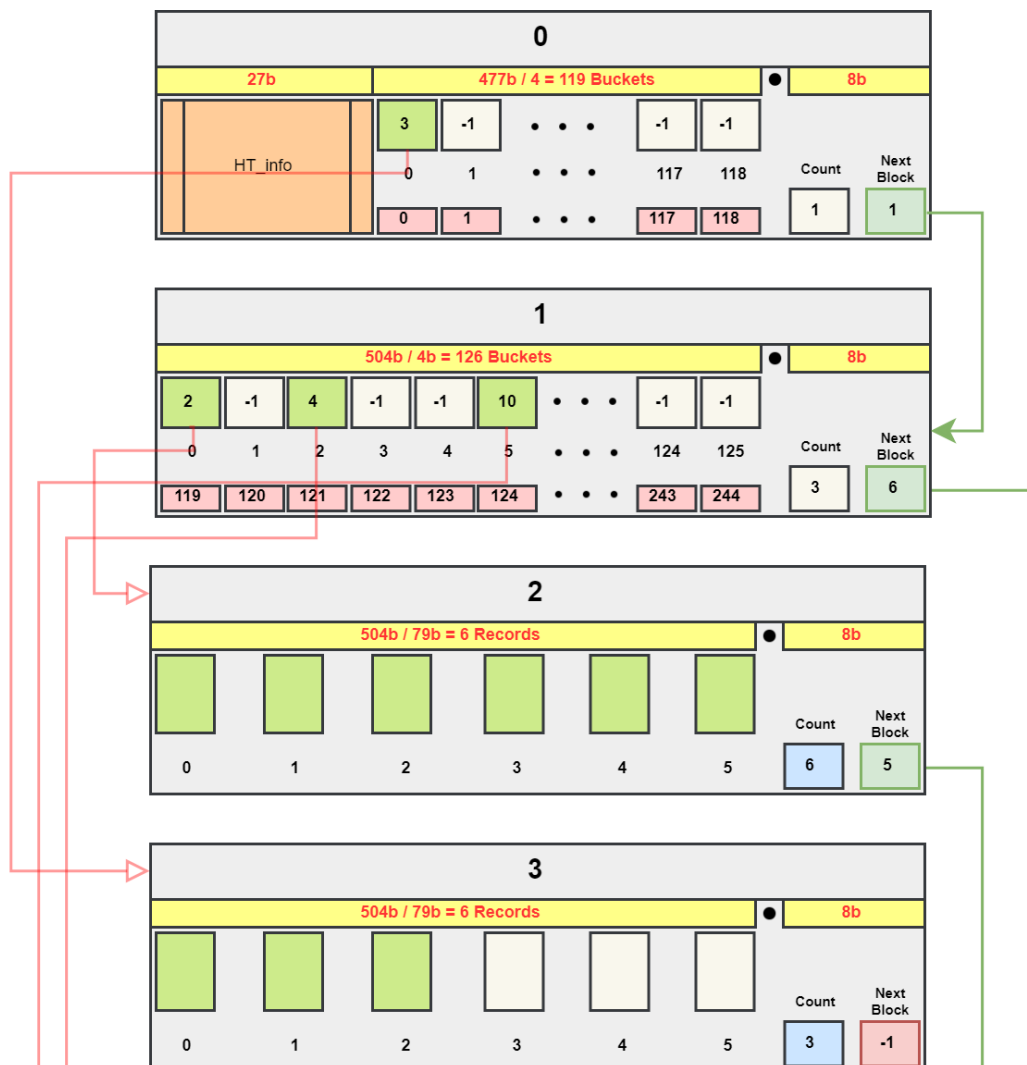 0
27b 477b / 4 = 119 Buckets 8b
HT_info 3 -1 -1 -1
0 1 117 118 Count Next Block
0 1 117 118 1 1
1
504b / 4b = 126 Buckets 8b
2 -1 4 -1 -1 10 -1 -1
0 1 2 3 4 5 124 125 Count Next Block
119 120 121 122 123 124 243 244 3 6
2
504b / 79b = 6 Records 8b
Count Next Block
0 1 2 3 4 5 6 5
3
504b / 79b = 6 Records 8b
Count Next Block
0 1 2 3 4 5 3 -1